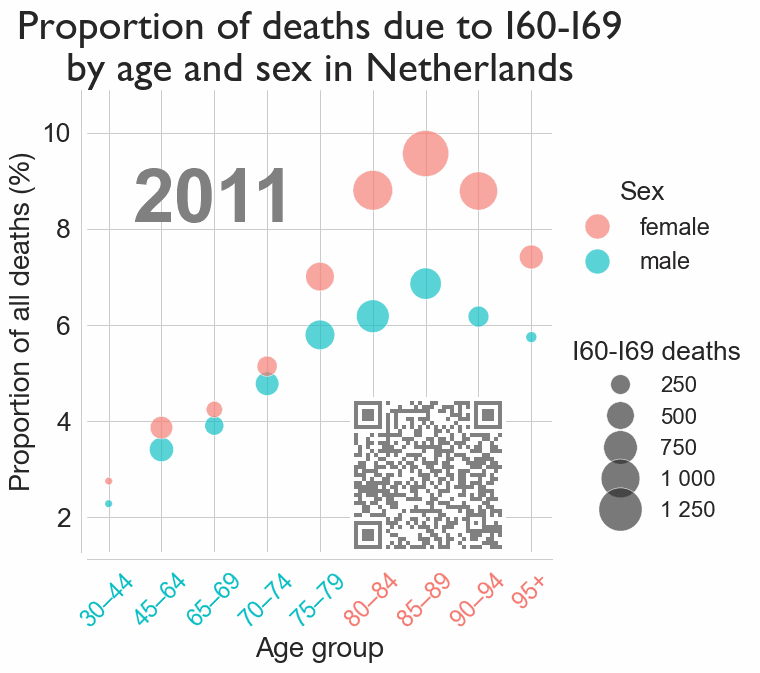 Proportion of deaths due to I60-I69
by age and sex in Netherlands
Proportion of all deaths (%)
10
8
6
4
2
2011
30–44
45–64
65–69
70–74
75–79
80–84
85–89
90–94
95+
Age group
Sex
female
male
I60-I69 deaths
250
500
750
1 000
1 250